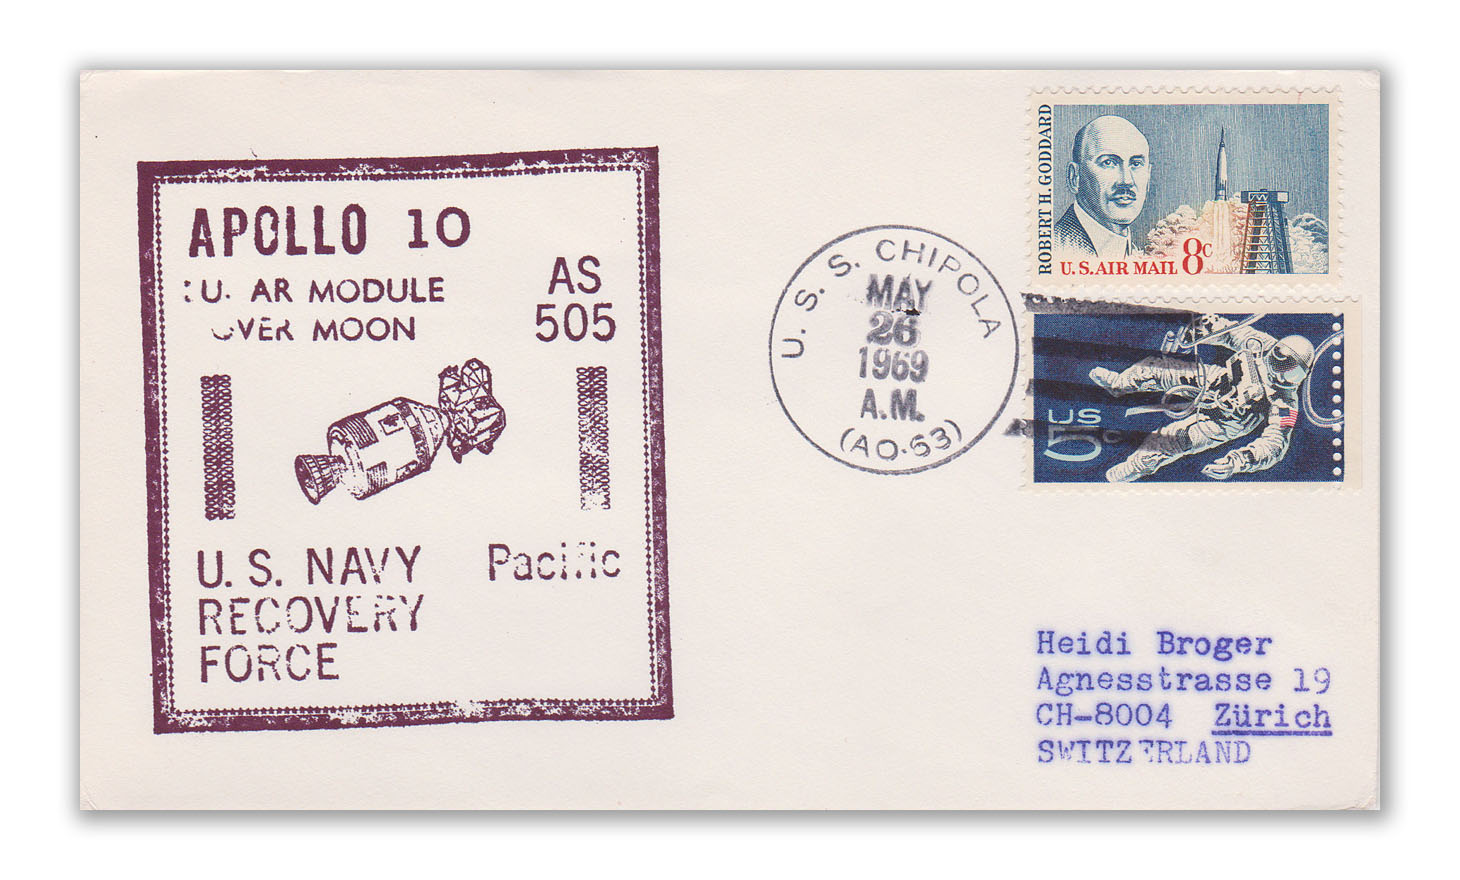 APOLLO 10
AR MODULE
OVER MOON
AS
505
U. S. NAVY
RECOVERY
FORCE
Pacific
U. S. S. CHIPOLA
MAY
26
1969
A.M.
(AO-63)
ROBERT H. GODDARD
U.S. AIR MAIL 8c
US
5c
Heidi Broger
Agnesstrasse 19
CH-8004 Zürich
SWITZERLAND